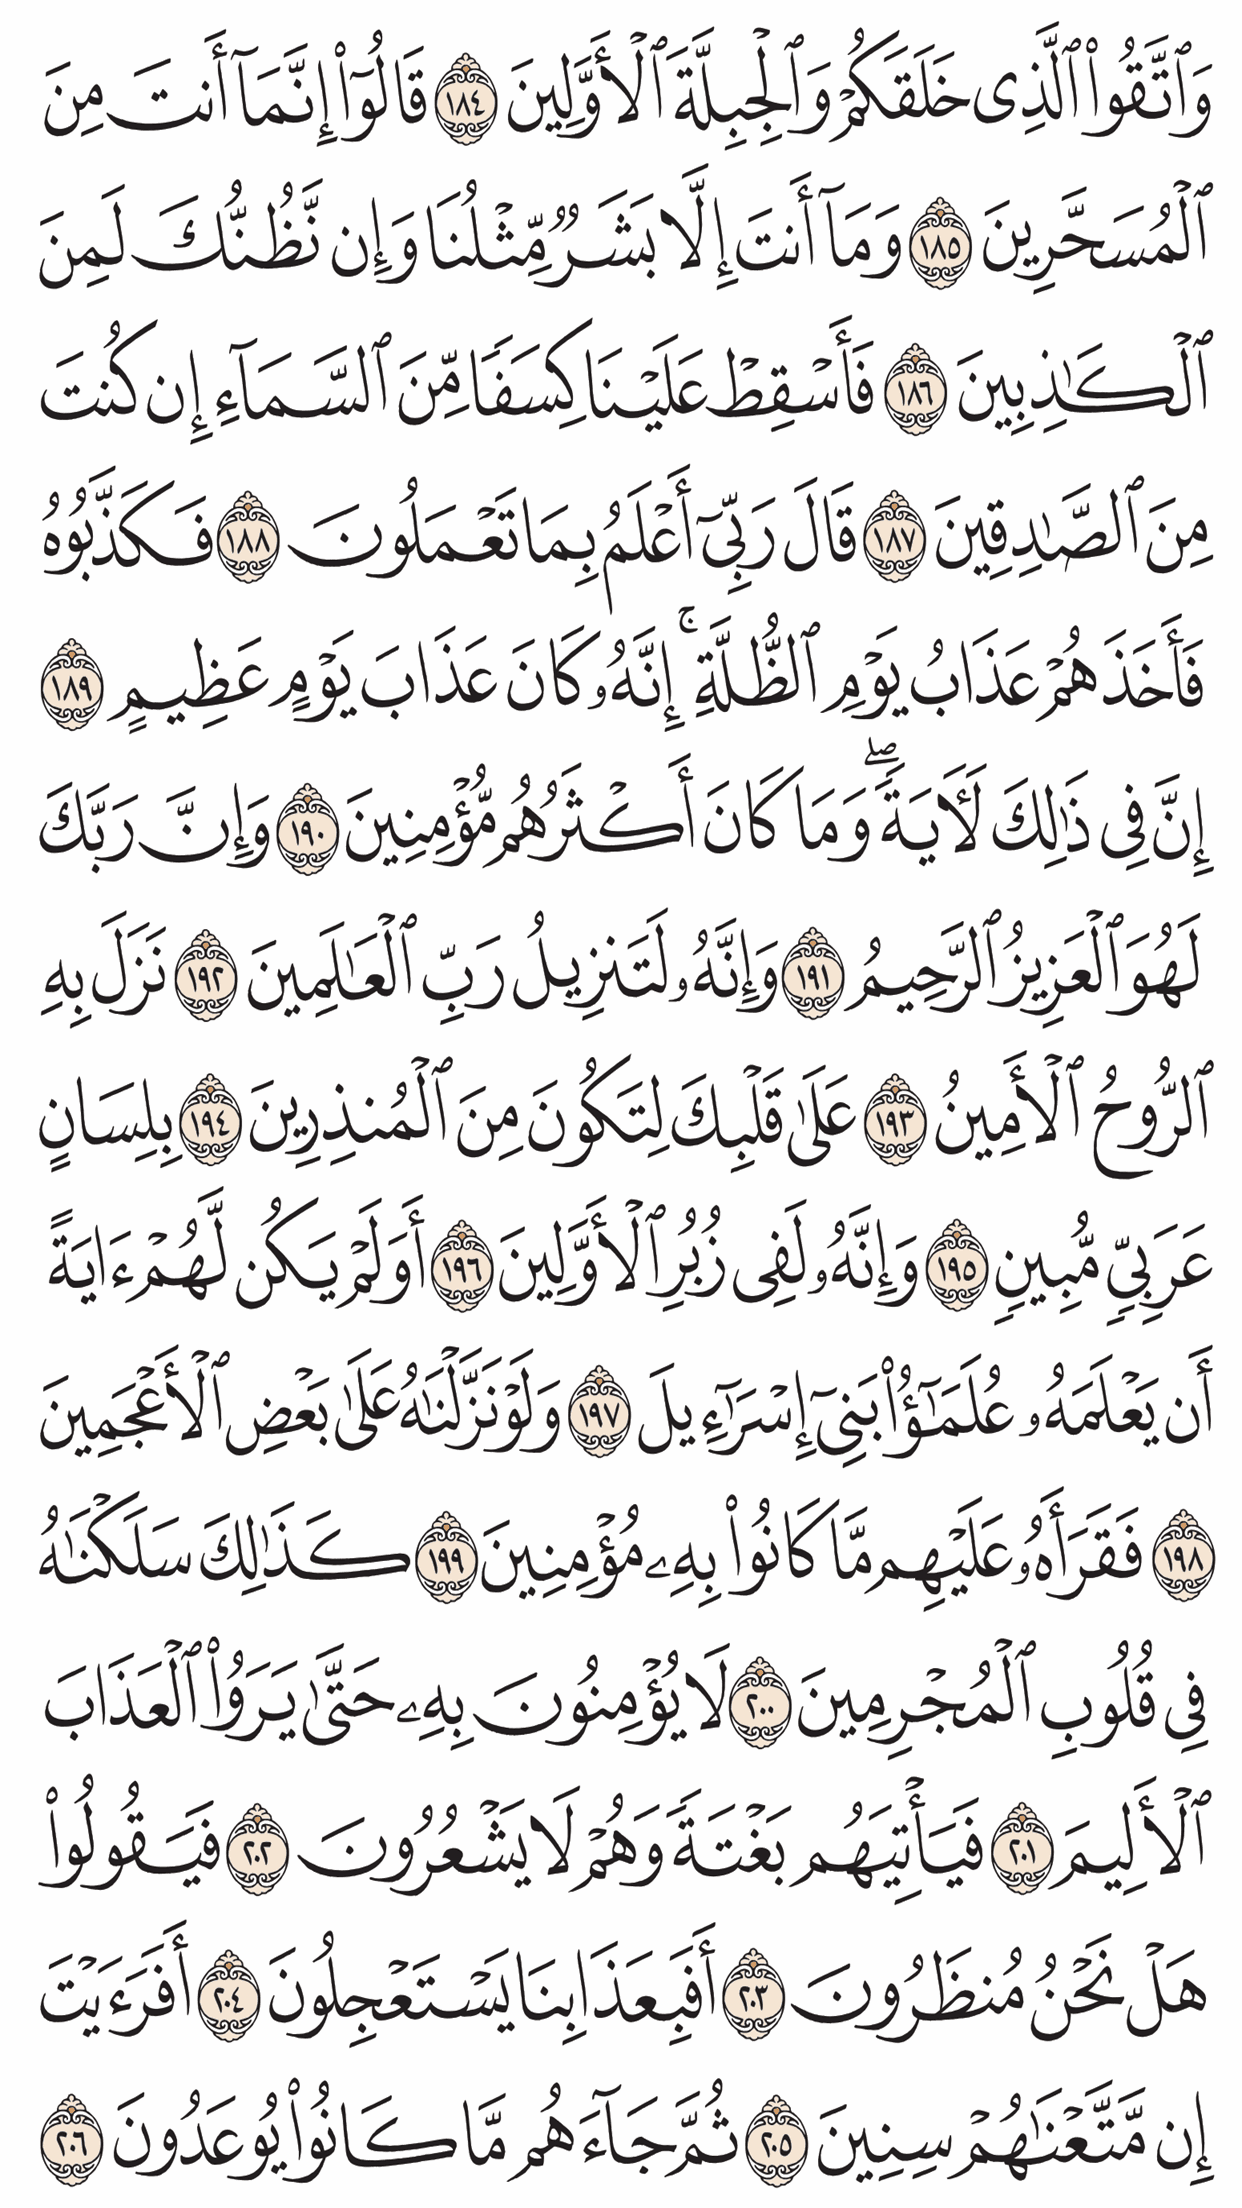 وَٱتَّقُوا۟ ٱلَّذِى خَلَقَكُمْ وَٱلْجِبِلَّةَ ٱلْأَوَّلِينَ ١٨٤ قَالُوٓا۟ إِنَّمَآ أَنتَ مِنَ
ٱلْمُسَحَّرِينَ ١٨٥ وَمَآ أَنتَ إِلَّا بَشَرٌ مِّثْلُنَا وَإِن نَّظُنُّكَ لَمِنَ
ٱلْكَـٰذِبِينَ ١٨٦ فَأَسْقِطْ عَلَيْنَا كِسَفًا مِّنَ ٱلسَّمَآءِ إِن كُنتَ
مِنَ ٱلصَّـٰدِقِينَ ١٨٧ قَالَ رَبِّىٓ أَعْلَمُ بِمَا تَعْمَلُونَ ١٨٨ فَكَذَّبُوهُ
فَأَخَذَهُمْ عَذَابُ يَوْمِ ٱلظُّلَّةِ ۚ إِنَّهُۥ كَانَ عَذَابَ يَوْمٍ عَظِيمٍ ١٨٩
إِنَّ فِى ذَٰلِكَ لَـَٔايَةً ۖ وَمَا كَانَ أَكْثَرُهُم مُّؤْمِنِينَ ١٩٠ وَإِنَّ رَبَّكَ
لَهُوَ ٱلْعَزِيزُ ٱلرَّحِيمُ ١٩١ وَإِنَّهُۥ لَتَنزِيلُ رَبِّ ٱلْعَـٰلَمِينَ ١٩٢ نَزَلَ بِهِ
ٱلرُّوحُ ٱلْأَمِينُ ١٩٣ عَلَىٰ قَلْبِكَ لِتَكُونَ مِنَ ٱلْمُنذِرِينَ ١٩٤ بِلِسَانٍ
عَرَبِىٍّ مُّبِينٍ ١٩٥ وَإِنَّهُۥ لَفِى زُبُرِ ٱلْأَوَّلِينَ ١٩٦ أَوَلَمْ يَكُن لَّهُمْ ءَايَةً
أَن يَعْلَمَهُۥ عُلَمَـٰٓؤُا۟ بَنِىٓ إِسْرَٰٓءِيلَ ١٩٧ وَلَوْ نَزَّلْنَـٰهُ عَلَىٰ بَعْضِ ٱلْأَعْجَمِينَ
١٩٨ فَقَرَأَهُۥ عَلَيْهِم مَّا كَانُوا۟ بِهِۦ مُؤْمِنِينَ ١٩٩ كَذَٰلِكَ سَلَكْنَـٰهُ
فِى قُلُوبِ ٱلْمُجْرِمِينَ ٢٠٠ لَا يُؤْمِنُونَ بِهِۦ حَتَّىٰ يَرَوُا۟ ٱلْعَذَابَ
ٱلْأَلِيمَ ٢٠١ فَيَأْتِيَهُم بَغْتَةً وَهُمْ لَا يَشْعُرُونَ ٢٠٢ فَيَقُولُوا۟
هَلْ نَحْنُ مُنظَرُونَ ٢٠٣ أَفَبِعَذَابِنَا يَسْتَعْجِلُونَ ٢٠٤ أَفَرَءَيْتَ
إِن مَّتَّعْنَـٰهُمْ سِنِينَ ٢٠٥ ثُمَّ جَآءَهُم مَّا كَانُوا۟ يُوعَدُونَ ٢٠٦